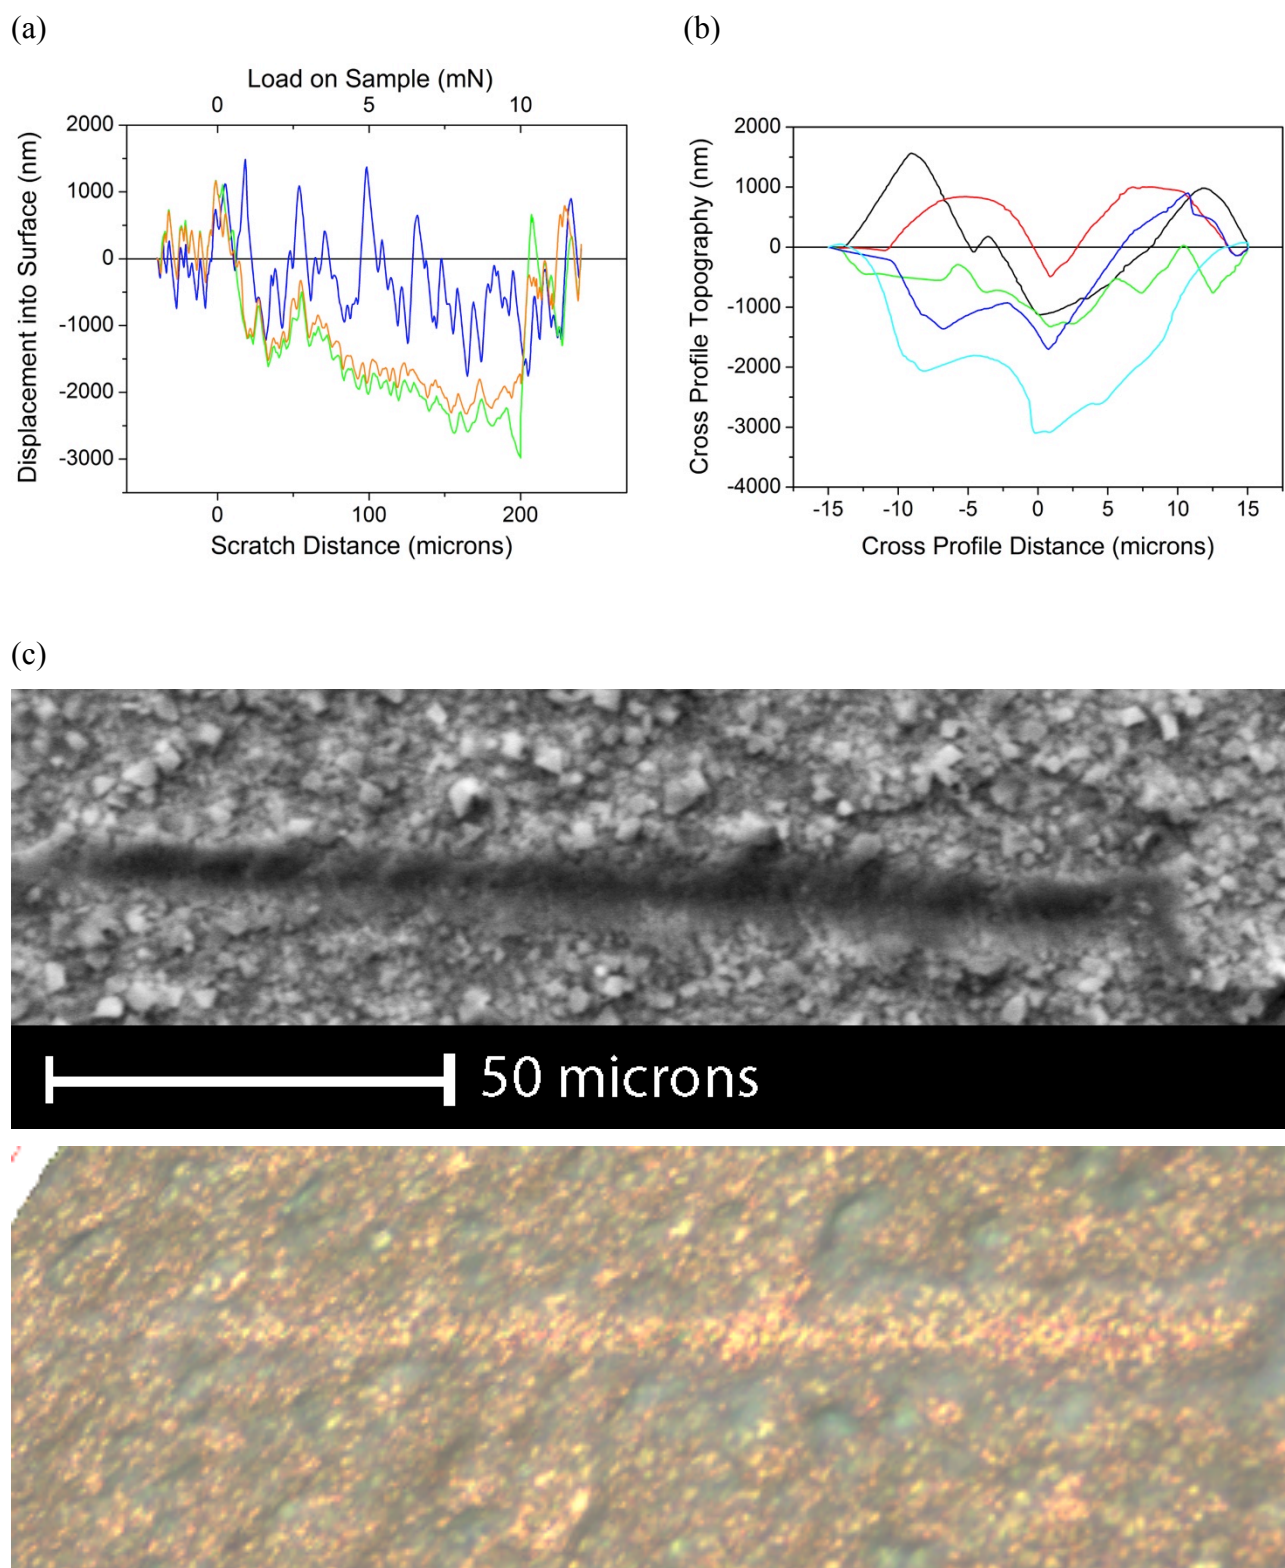 (a)
Load on Sample (mN)
0 5 10
Displacement into Surface (nm)
2000
1000
0
-1000
-2000
-3000
0 100 200
Scratch Distance (microns)
(b)
Cross Profile Topography (nm)
2000
1000
0
-1000
-2000
-3000
-4000
-15 -10 -5 0 5 10 15
Cross Profile Distance (microns)
(c)
50 microns